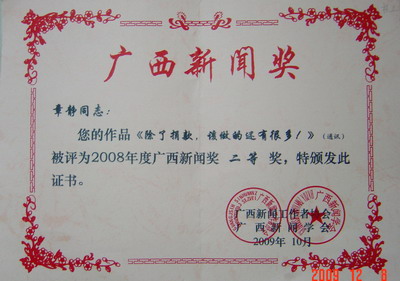 广西新闻奖
章静同志：
您的作品《除了捐款，该做的还有很多！》（通讯）
被评为2008年度广西新闻奖 二等 奖，特颁发此
证书。
广西新闻工作者协会
广西新闻学会
2009年10月
2009 12 8